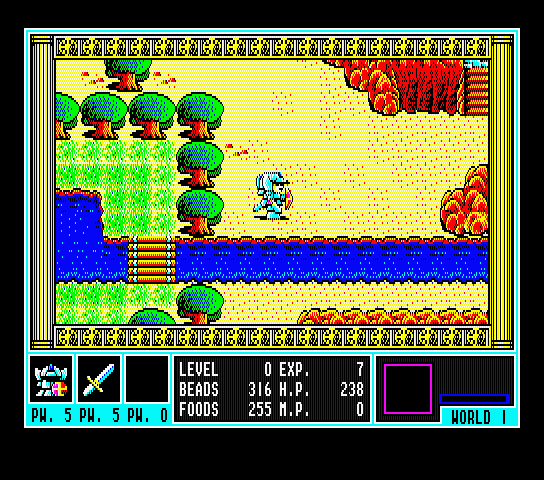 LEVEL 0 EXP. 7
BEADS 316 H.P. 238
FOODS 255 M.P. 0
PW. 5 PW. 5 PW. 0
WORLD 1